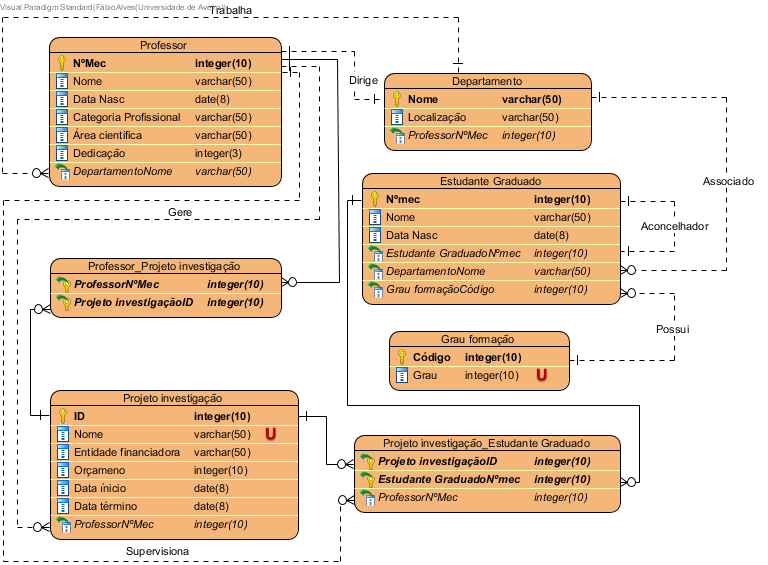 Visual Paradigm Standard(FábioAlves(Universidade de Aveiro))
Trabalha
Professor
NºMec integer(10)
Nome varchar(50)
Data Nasc date(8)
Categoria Profissional varchar(50)
Área cientifica varchar(50)
Dedicação integer(3)
DepartamentoNome varchar(50)
Dirige
Departamento
Nome varchar(50)
Localização varchar(50)
ProfessorNºMec integer(10)
Gere
Estudante Graduado
Nºmec integer(10)
Nome varchar(50)
Data Nasc date(8)
Estudante GraduadoNºmec integer(10)
DepartamentoNome varchar(50)
Grau formaçãoCódigo integer(10)
Associado
Aconcelhador
Possui
Professor_Projeto investigação
ProfessorNºMec integer(10)
Projeto investigaçãoID integer(10)
Grau formação
Código integer(10)
Grau integer(10) U
Projeto investigação
ID integer(10)
Nome varchar(50) U
Entidade financiadora varchar(50)
Orçameno integer(10)
Data ínicio date(8)
Data término date(8)
ProfessorNºMec integer(10)
Projeto investigação_Estudante Graduado
Projeto investigaçãoID integer(10)
Estudante GraduadoNºmec integer(10)
ProfessorNºMec integer(10)
Supervisiona